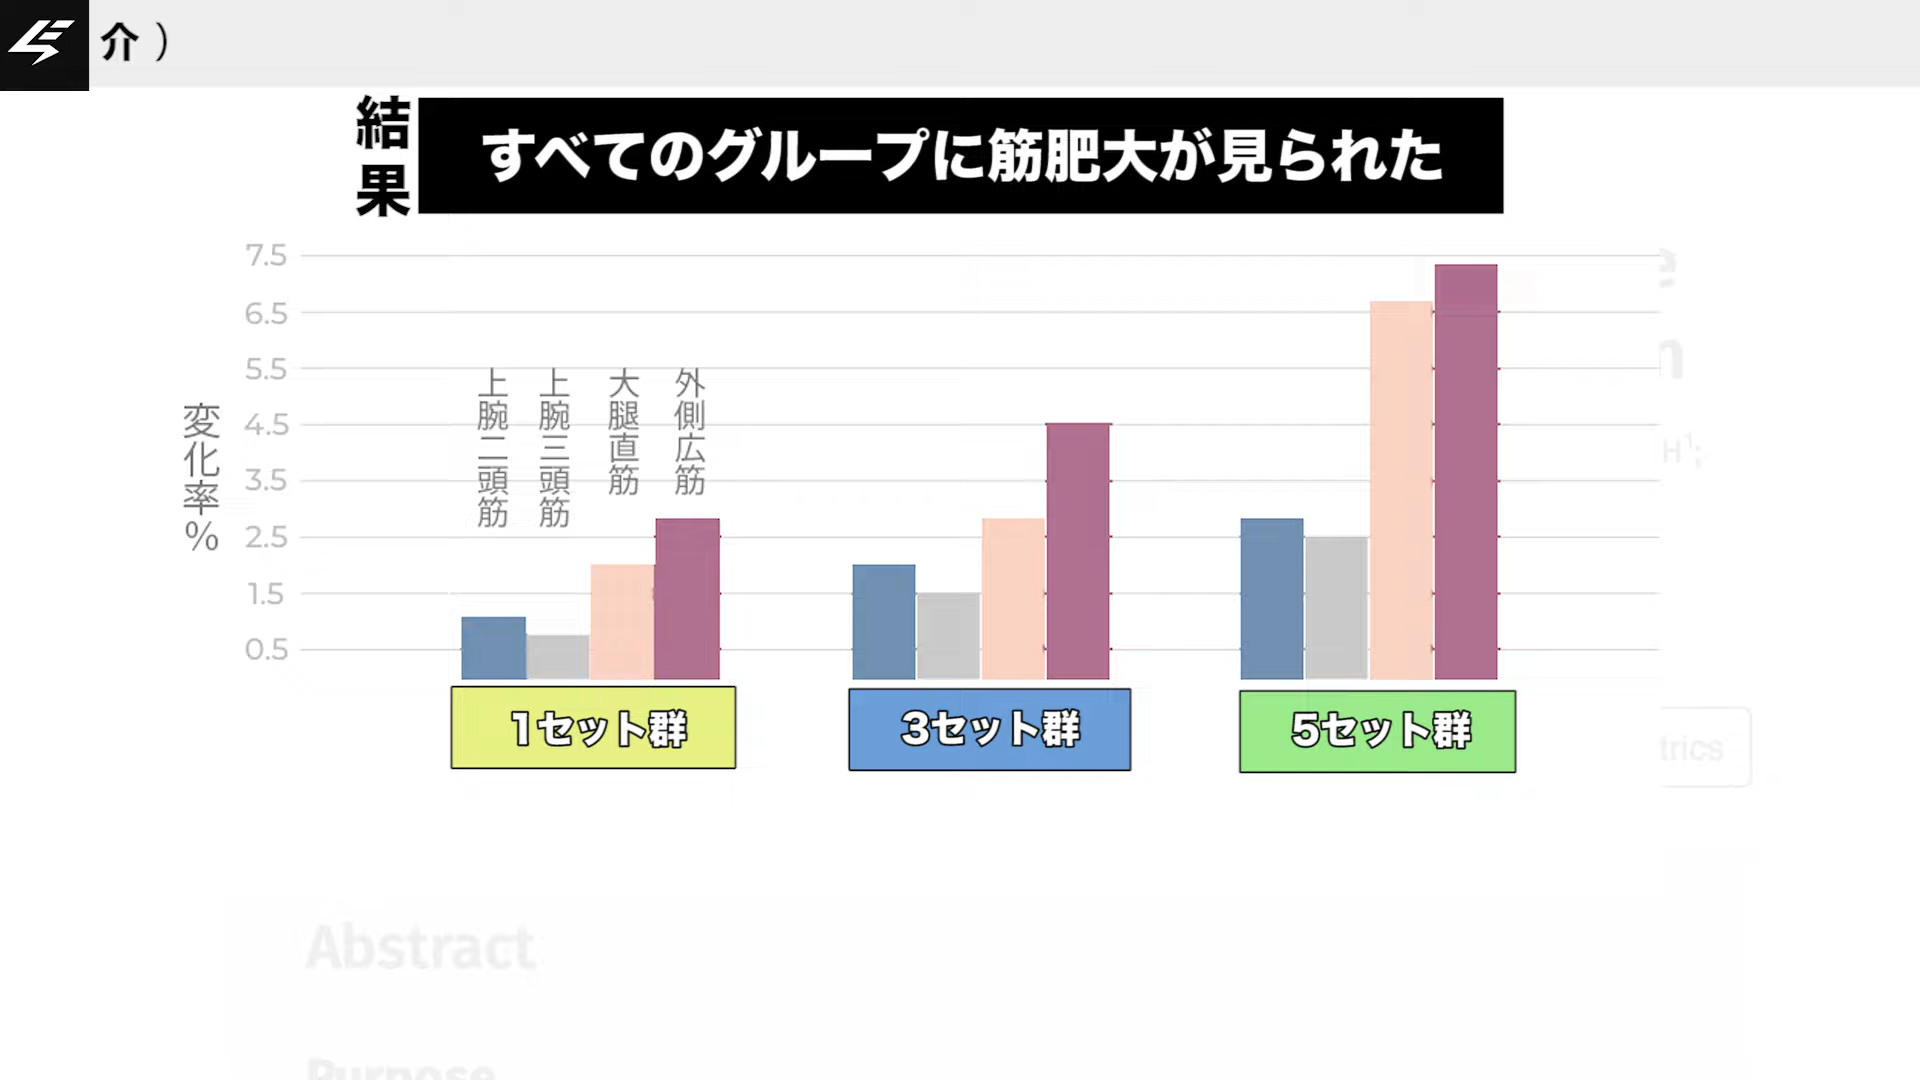 介）
結果
すべてのグループに筋肥大が見られた
変化率%
7.5
6.5
5.5
4.5
3.5
2.5
1.5
0.5
上腕二頭筋
上腕三頭筋
大腿直筋
外側広筋
1セット群
3セット群
5セット群
H¹;
trics
Abstract
Purpose